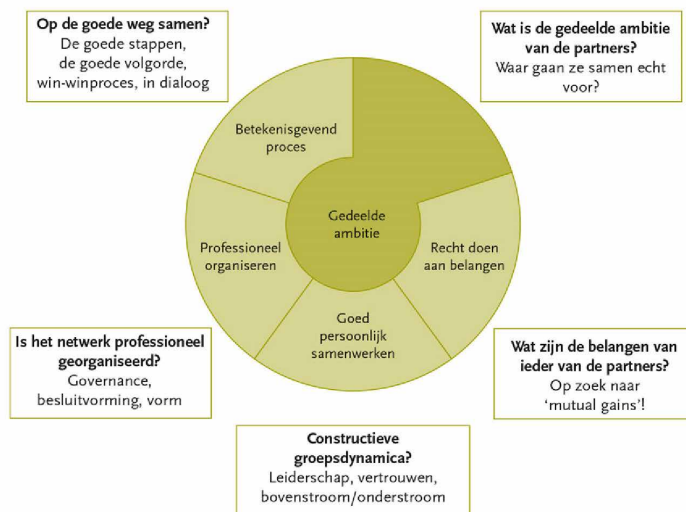 Op de goede weg samen?
De goede stappen,
de goede volgorde,
win-winproces, in dialoog
Wat is de gedeelde ambitie
van de partners?
Waar gaan ze samen echt
voor?
Betekenisgevend
proces
Gedeelde
ambitie
Professioneel
organiseren
Recht doen
aan belangen
Goed
persoonlijk
samenwerken
Is het netwerk professioneel
georganiseerd?
Governance,
besluitvorming, vorm
Wat zijn de belangen van
ieder van de partners?
Op zoek naar
‘mutual gains’!
Constructieve
groepsdynamica?
Leiderschap, vertrouwen,
bovenstroom/onderstroom